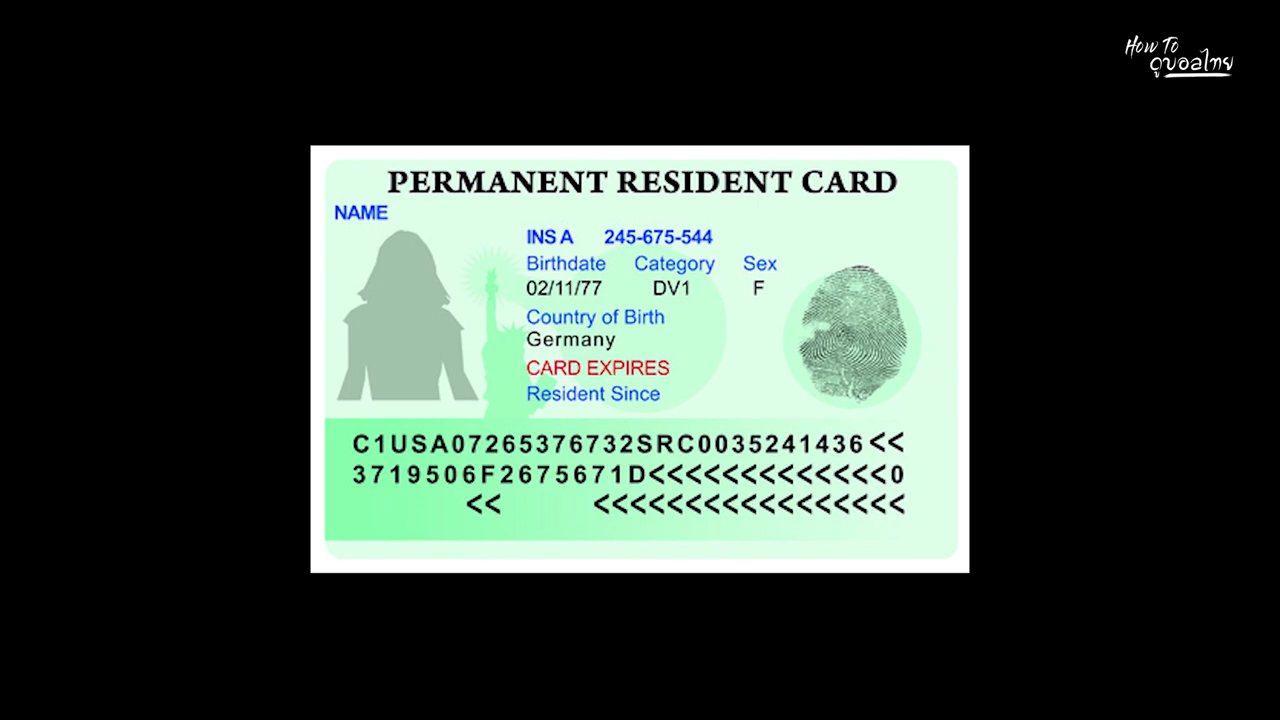 How To
ดูบอลไทย
PERMANENT RESIDENT CARD
NAME
INS A 245-675-544
Birthdate Category Sex
02/11/77 DV1 F
Country of Birth
Germany
CARD EXPIRES
Resident Since
C1USA07265376732SRC0035241436<<
3719506F2675671D<<<<<<<<<<<<<0
<< <<<<<<<<<<<<<<<<<